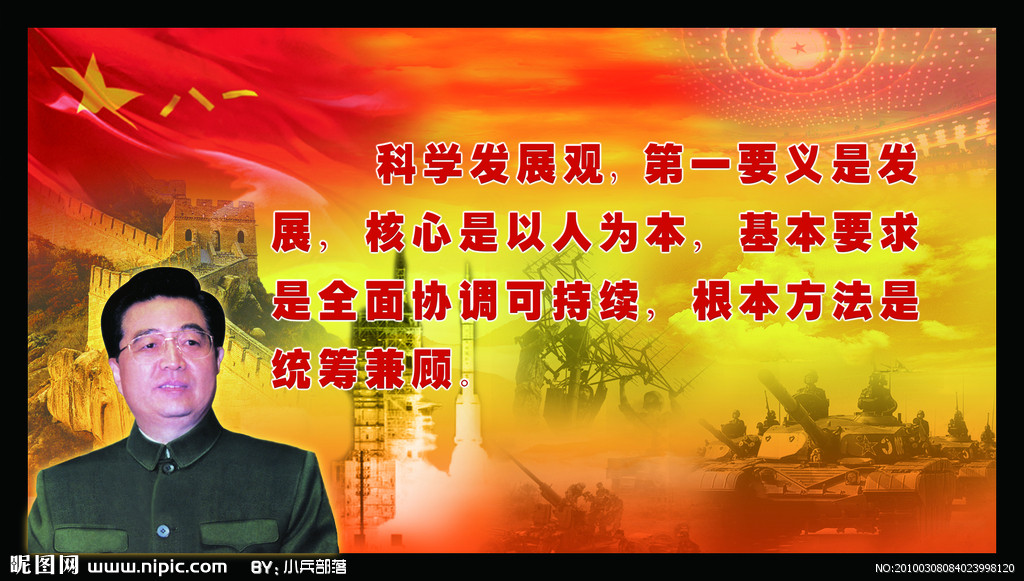 八一
科学发展观，第一要义是发
展，核心是以人为本，基本要求
是全面协调可持续，根本方法是
统筹兼顾。
昵图网 www.nipic.com BY: 小兵部落 NO:20100308084023998120